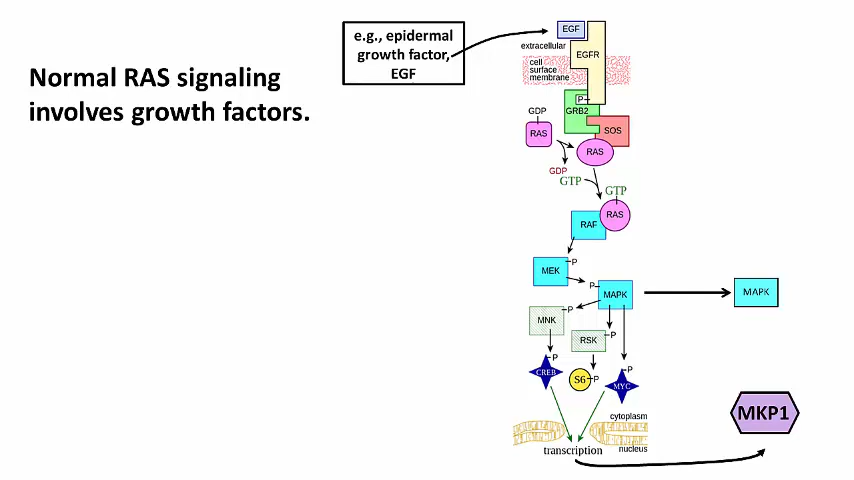 Normal RAS signaling
involves growth factors.
e.g., epidermal
growth factor,
EGF
EGF
extracellular
EGFR
cell
surface
membrane
P
GRB2
GDP
RAS
SOS
RAS
GDP
GTP
GTP
RAS
RAF
P
MEK
P
MAPK
MAPK
P
MNK
P
RSK
P
CREB
S6
P
P
MYC
MKP1
cytoplasm
nucleus
transcription